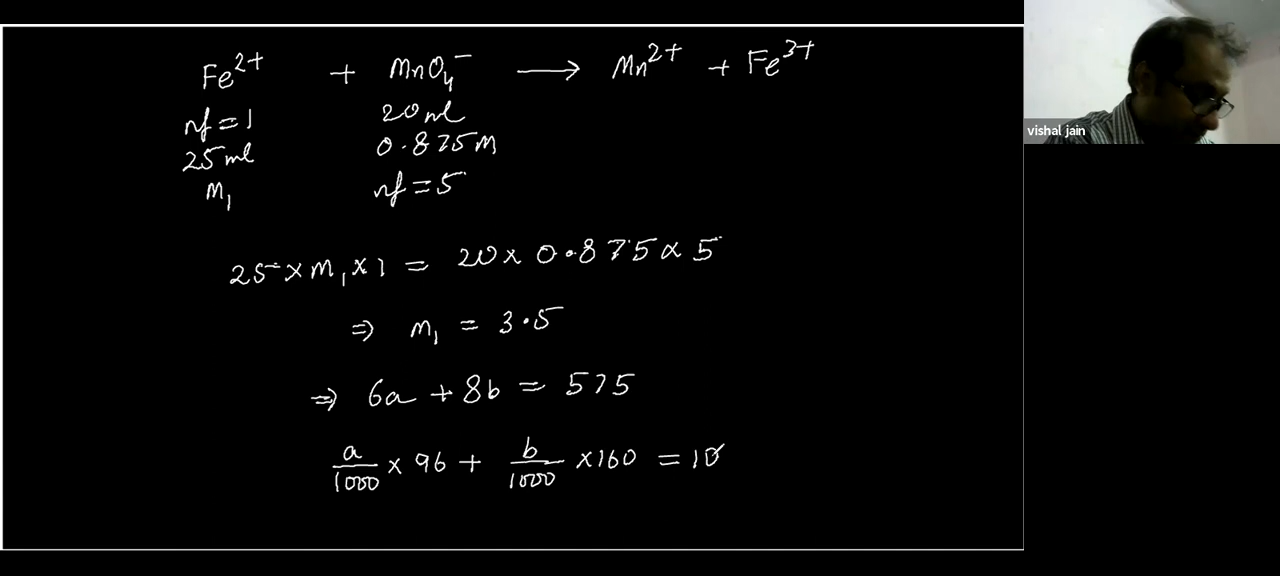 Fe²⁺ + MnO₄⁻ ⟶ Mn²⁺ + Fe³⁺
nf = 1 20 ml
25 ml 0.875 M
M₁ nf = 5
25 × M₁ × 1 = 20 × 0.875 × 5
⇒ M₁ = 3.5
⇒ 6a + 8b = 575
a/1000 × 96 + b/1000 × 160 = 10
vishal jain